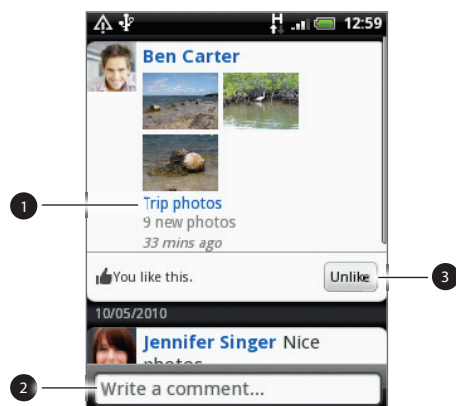 H 12:59
Ben Carter
1 Trip photos
9 new photos
33 mins ago
You like this. Unlike 3
10/05/2010
Jennifer Singer Nice
photos
2 Write a comment...